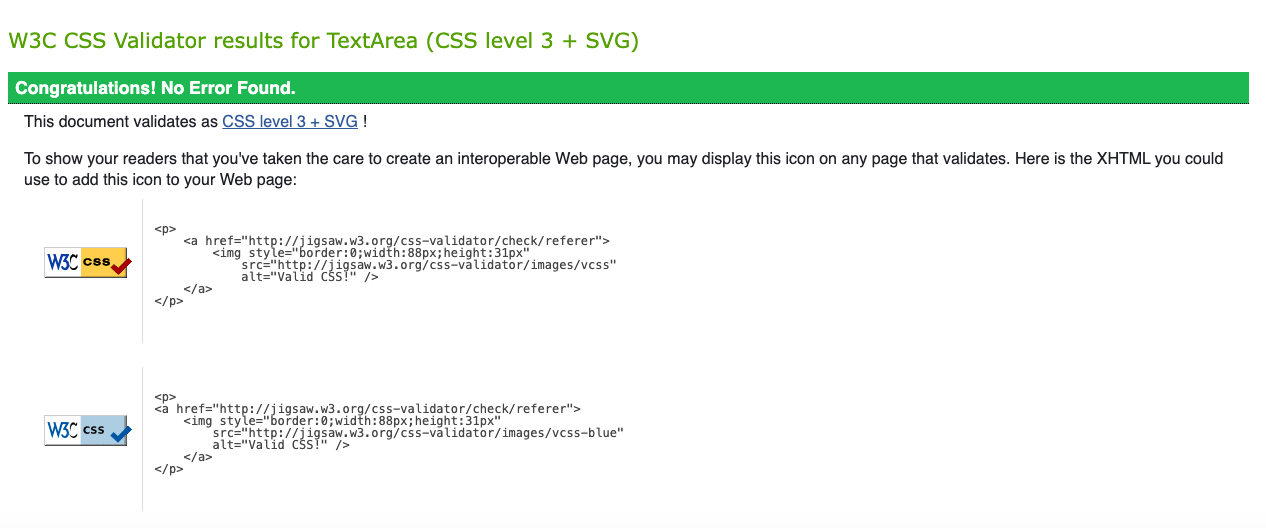 W3C CSS Validator results for TextArea (CSS level 3 + SVG)
Congratulations! No Error Found.
This document validates as CSS level 3 + SVG !
To show your readers that you've taken the care to create an interoperable Web page, you may display this icon on any page that validates. Here is the XHTML you could
use to add this icon to your Web page:
W3C css
<p>
    <a href="http://jigsaw.w3.org/css-validator/check/referer">
        <img style="border:0;width:88px;height:31px"
            src="http://jigsaw.w3.org/css-validator/images/vcss"
            alt="Valid CSS!" />
    </a>
</p>
W3C css
<p>
<a href="http://jigsaw.w3.org/css-validator/check/referer">
    <img style="border:0;width:88px;height:31px"
        src="http://jigsaw.w3.org/css-validator/images/vcss-blue"
        alt="Valid CSS!" />
    </a>
</p>